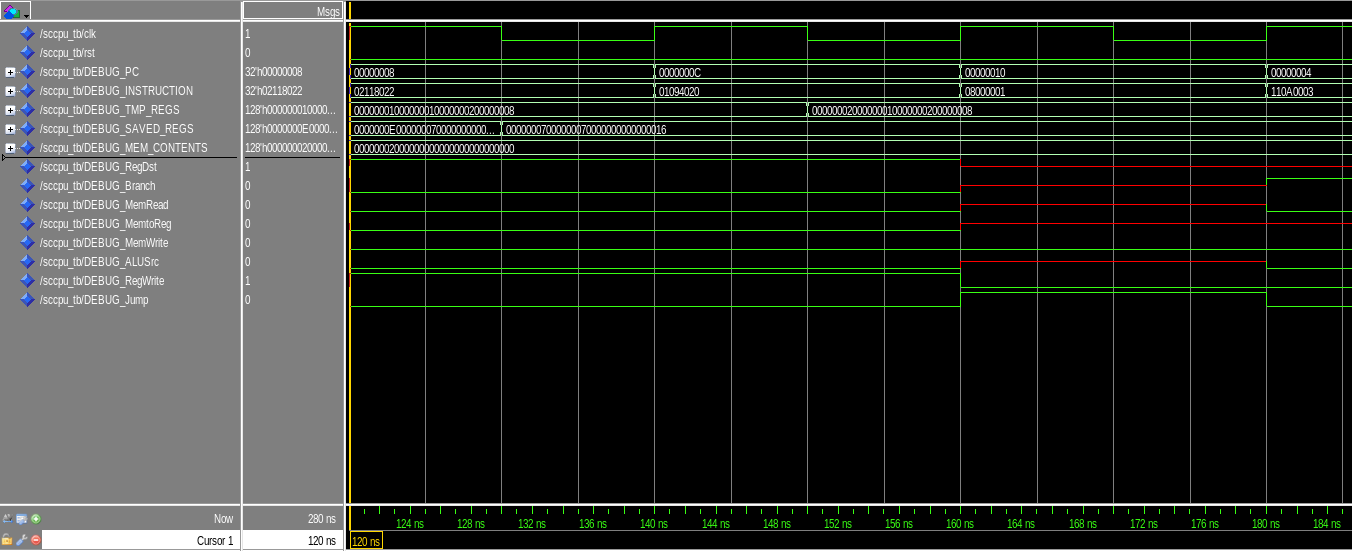 Msgs
/sccpu_tb/clk 1
/sccpu_tb/rst 0
/sccpu_tb/DEBUG_PC 32'h00000008 00000008 0000000C 00000010 00000004
/sccpu_tb/DEBUG_INSTRUCTION 32'h02118022 02118022 01094020 08000001 110A0003
/sccpu_tb/DEBUG_TMP_REGS 128'h000000010000... 00000001000000010000000200000008 00000002000000010000000200000008
/sccpu_tb/DEBUG_SAVED_REGS 128'h0000000E0000... 0000000E000000070000000000... 00000007000000070000000000000016
/sccpu_tb/DEBUG_MEM_CONTENTS 128'h000000020000... 00000002000000000000000000000000
/sccpu_tb/DEBUG_RegDst 1
/sccpu_tb/DEBUG_Branch 0
/sccpu_tb/DEBUG_MemRead 0
/sccpu_tb/DEBUG_MemtoReg 0
/sccpu_tb/DEBUG_MemWrite 0
/sccpu_tb/DEBUG_ALUSrc 0
/sccpu_tb/DEBUG_RegWrite 1
/sccpu_tb/DEBUG_Jump 0
Now 280 ns 124 ns 128 ns 132 ns 136 ns 140 ns 144 ns 148 ns 152 ns 156 ns 160 ns 164 ns 168 ns 172 ns 176 ns 180 ns 184 ns
Cursor 1 120 ns 120 ns